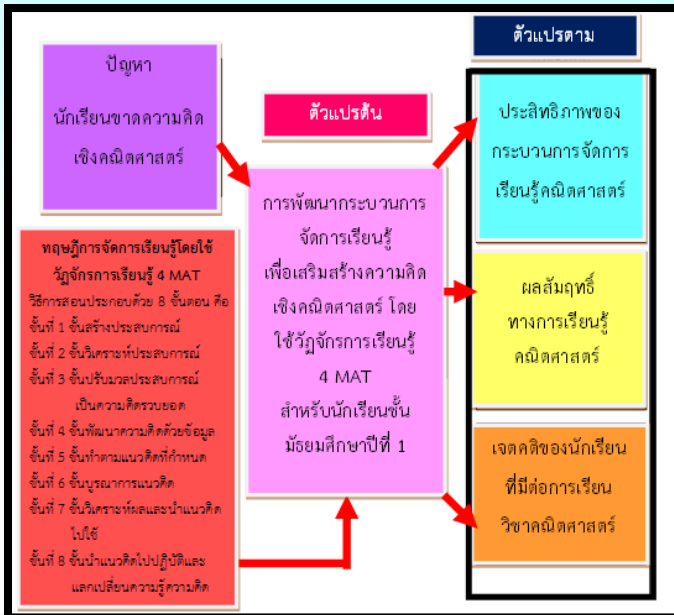 ปัญหา
นักเรียนขาดความคิด
เชิงคณิตศาสตร์
ทฤษฎีการจัดการเรียนรู้โดยใช้
วัฏจักรการเรียนรู้ 4 MAT
วิธีการสอนประกอบด้วย 8 ขั้นตอน คือ
ขั้นที่ 1 ขั้นสร้างประสบการณ์
ขั้นที่ 2 ขั้นวิเคราะห์ประสบการณ์
ขั้นที่ 3 ขั้นปรับมวลประสบการณ์
เป็นความคิดรวบยอด
ขั้นที่ 4 ขั้นพัฒนาความคิดด้วยข้อมูล
ขั้นที่ 5 ขั้นทำตามแนวคิดที่กำหนด
ขั้นที่ 6 ขั้นบูรณาการแนวคิด
ขั้นที่ 7 ขั้นวิเคราะห์ผลและนำแนวคิด
ไปใช้
ขั้นที่ 8 ขั้นนำแนวคิดไปปฏิบัติและ
แลกเปลี่ยนความรู้ความคิด
ตัวแปรต้น
การพัฒนากระบวนการ
จัดการเรียนรู้
เพื่อเสริมสร้างความคิด
เชิงคณิตศาสตร์ โดย
ใช้วัฏจักรการเรียนรู้
4 MAT
สำหรับนักเรียนชั้น
มัธยมศึกษาปีที่ 1
ตัวแปรตาม
ประสิทธิภาพของ
กระบวนการจัดการ
เรียนรู้คณิตศาสตร์
ผลสัมฤทธิ์
ทางการเรียนรู้
คณิตศาสตร์
เจตคติของนักเรียน
ที่มีต่อการเรียน
วิชาคณิตศาสตร์